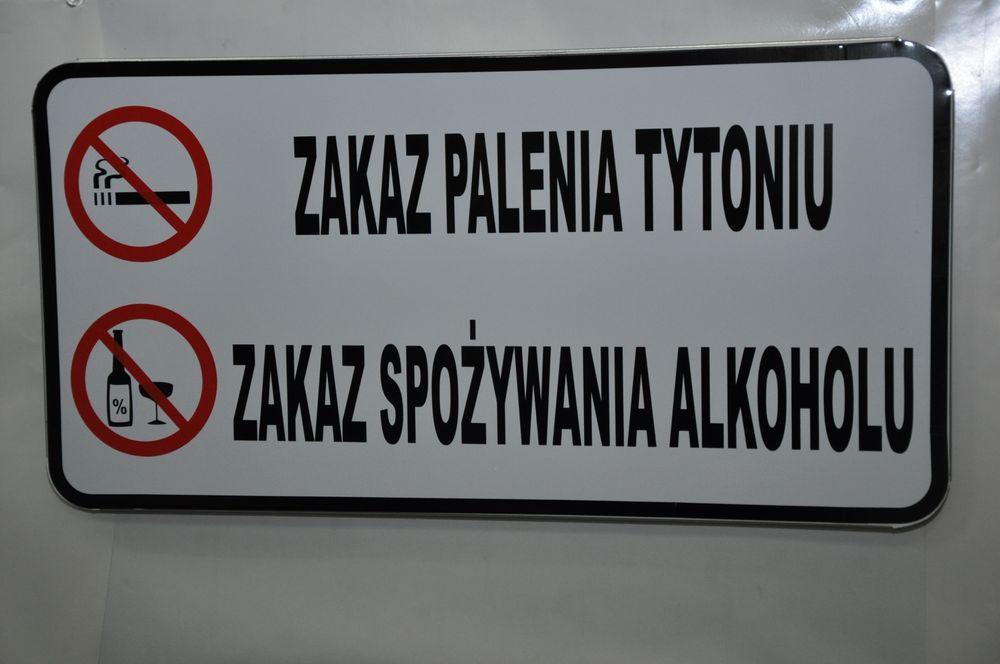 ZAKAZ PALENIA TYTONIU
%
ZAKAZ SPOŻYWANIA ALKOHOLU